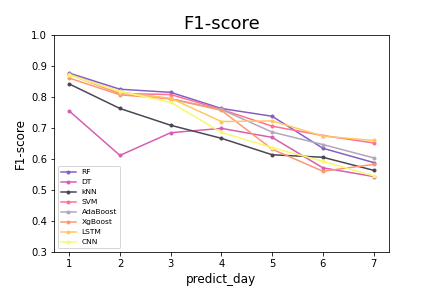 F1-score
1.0
0.9
0.8
0.7
0.6
0.5
0.4
0.3
F1-score
RF
DT
kNN
SVM
AdaBoost
XgBoost
LSTM
CNN
1 2 3 4 5 6 7
predict_day